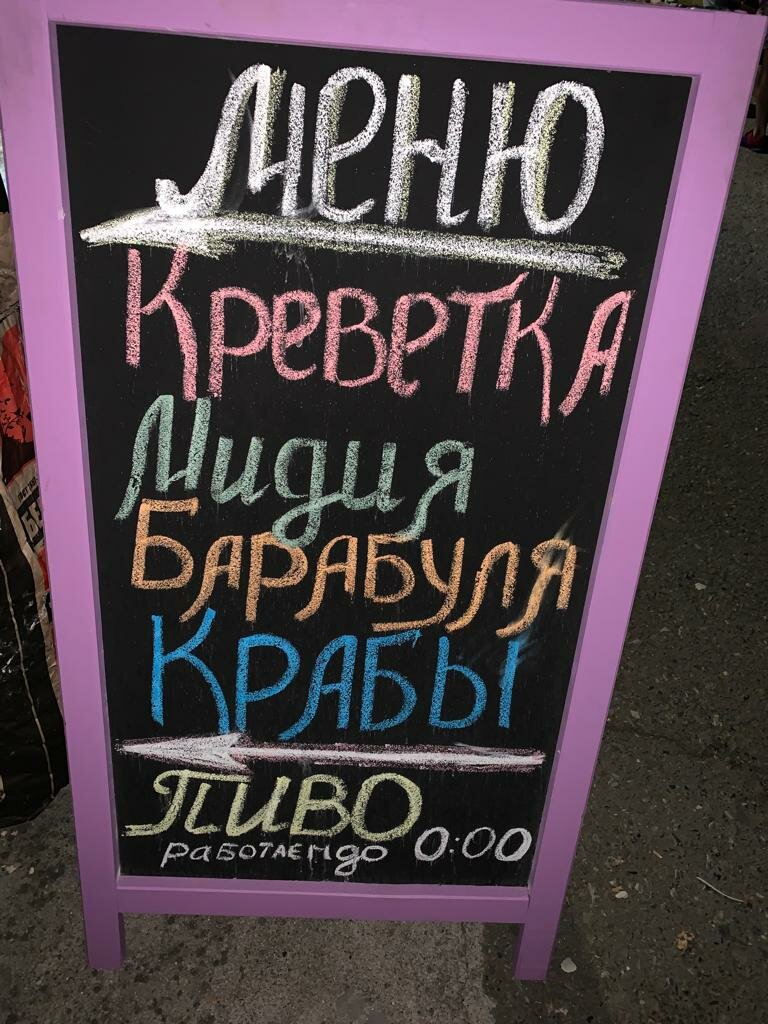 Меню
Креветка
Мидия
Барабуля
Крабы
Пиво
работаем до 0:00